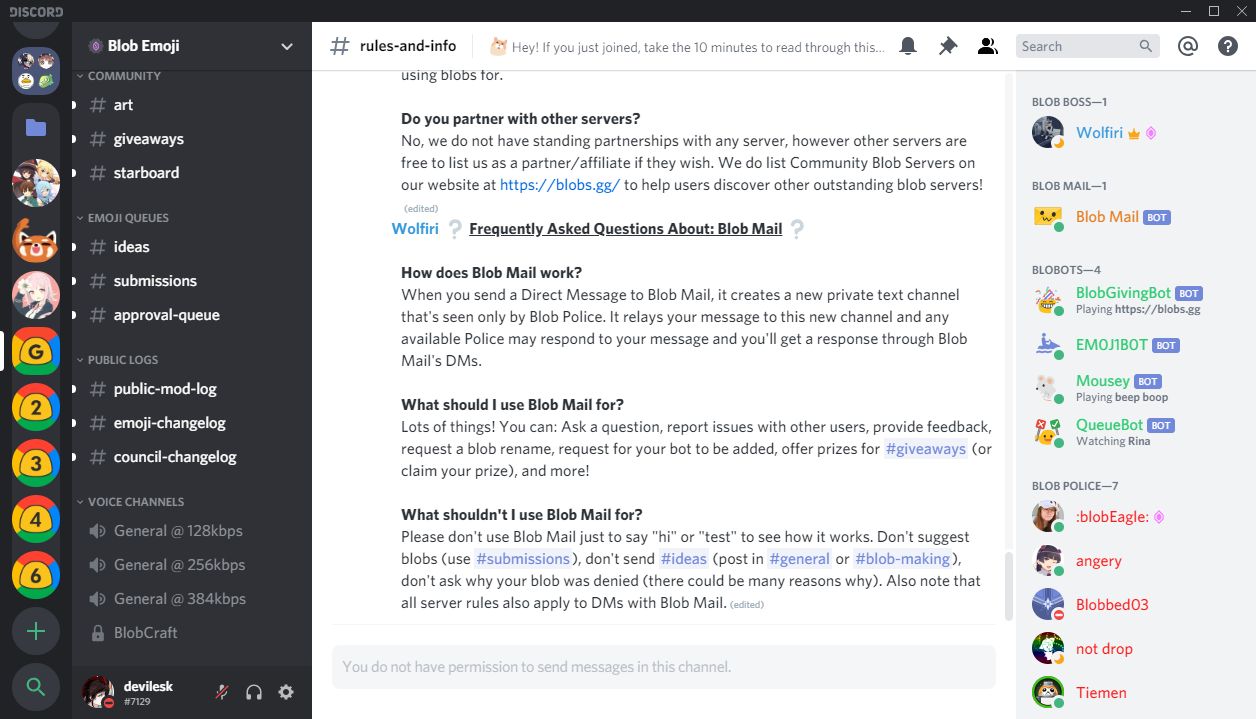 DISCORD
Blob Emoji
COMMUNITY
# art
# giveaways
# starboard
EMOJI QUEUES
# ideas
# submissions
# approval-queue
PUBLIC LOGS
# public-mod-log
# emoji-changelog
# council-changelog
VOICE CHANNELS
General @ 128kbps
General @ 256kbps
General @ 384kbps
BlobCraft
devilesk
#7129
G
2
3
4
6
# rules-and-info
Hey! If you just joined, take the 10 minutes to read through this...
Search
using blobs for.
Do you partner with other servers?
No, we do not have standing partnerships with any server, however other servers are
free to list us as a partner/affiliate if they wish. We do list Community Blob Servers on
our website at https://blobs.gg/ to help users discover other outstanding blob servers!
(edited)
Wolfiri ❔ Frequently Asked Questions About: Blob Mail ❔
How does Blob Mail work?
When you send a Direct Message to Blob Mail, it creates a new private text channel
that's seen only by Blob Police. It relays your message to this new channel and any
available Police may respond to your message and you'll get a response through Blob
Mail's DMs.
What should I use Blob Mail for?
Lots of things! You can: Ask a question, report issues with other users, provide feedback,
request a blob rename, request for your bot to be added, offer prizes for #giveaways (or
claim your prize), and more!
What shouldn't I use Blob Mail for?
Please don't use Blob Mail just to say "hi" or "test" to see how it works. Don't suggest
blobs (use #submissions), don't send #ideas (post in #general or #blob-making),
don't ask why your blob was denied (there could be many reasons why). Also note that
all server rules also apply to DMs with Blob Mail. (edited)
You do not have permission to send messages in this channel.
BLOB BOSS—1
Wolfiri
BLOB MAIL—1
Blob Mail BOT
BLOBOTS—4
BlobGivingBot BOT
Playing https://blobs.gg
EM0J1B0T BOT
Mousey BOT
Playing beep boop
QueueBot BOT
Watching Rina
BLOB POLICE—7
:blobEagle:
angery
Blobbed03
not drop
Tiemen